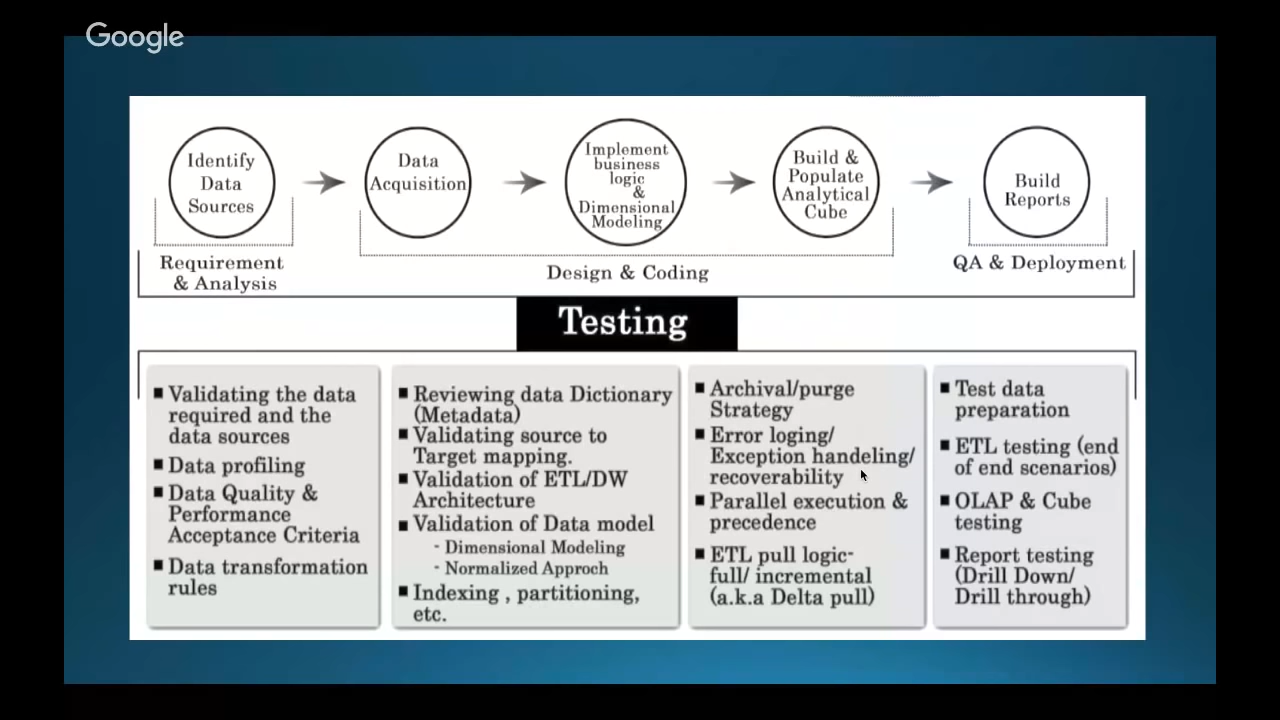 Google
Identify
Data
Sources
Data
Acquisition
Implement
business
logic
&
Dimensional
Modeling
Build &
Populate
Analytical
Cube
Build
Reports
Requirement
& Analysis
Design & Coding
QA & Deployment
Testing
▪ Validating the data
required and the
data sources
▪ Data profiling
▪ Data Quality &
Performance
Acceptance Criteria
▪ Data transformation
rules
▪ Reviewing data Dictionary
(Metadata)
▪ Validating source to
Target mapping.
▪ Validation of ETL/DW
Architecture
▪ Validation of Data model
- Dimensional Modeling
- Normalized Approch
▪ Indexing , partitioning,
etc.
▪ Archival/purge
Strategy
▪ Error loging/
Exception handeling/
recoverability
▪ Parallel execution &
precedence
▪ ETL pull logic-
full/ incremental
(a.k.a Delta pull)
▪ Test data
preparation
▪ ETL testing (end
of end scenarios)
▪ OLAP & Cube
testing
▪ Report testing
(Drill Down/
Drill through)